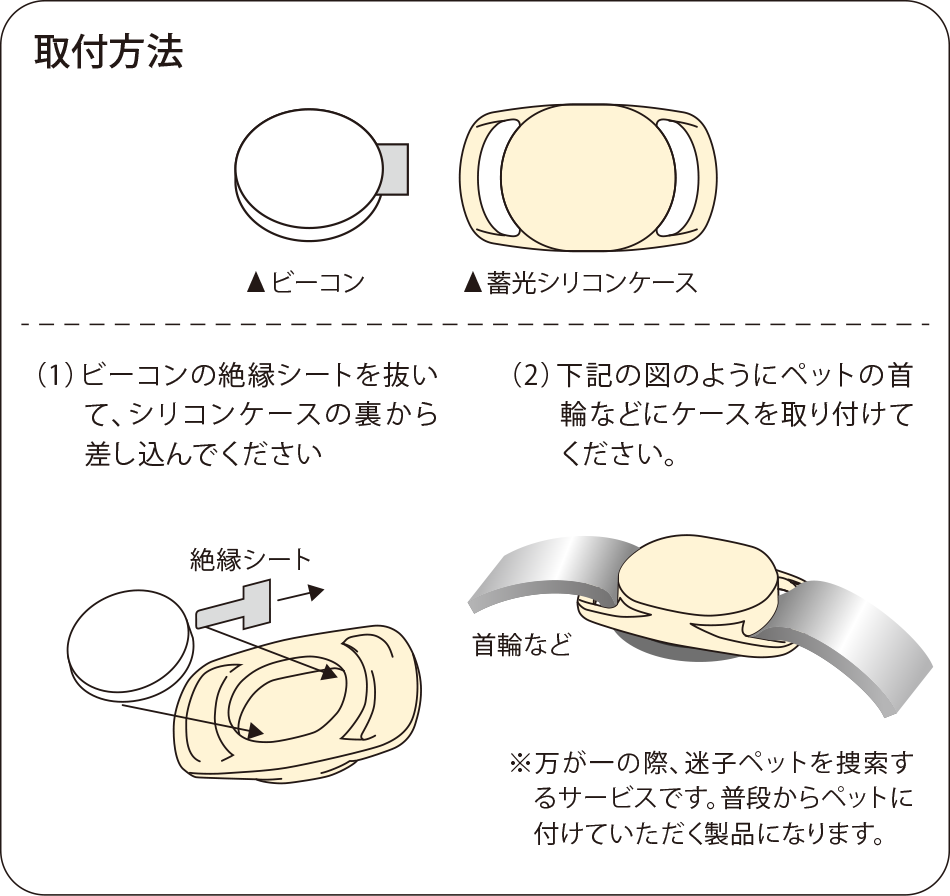 取付方法
▲ビーコン
▲蓄光シリコンケース
（1）ビーコンの絶縁シートを抜い
て、シリコンケースの裏から
差し込んでください
（2）下記の図のようにペットの首
輪などにケースを取り付けて
ください。
絶縁シート
首輪など
※万が一の際、迷子ペットを捜索す
るサービスです。普段からペットに
付けていただく製品になります。